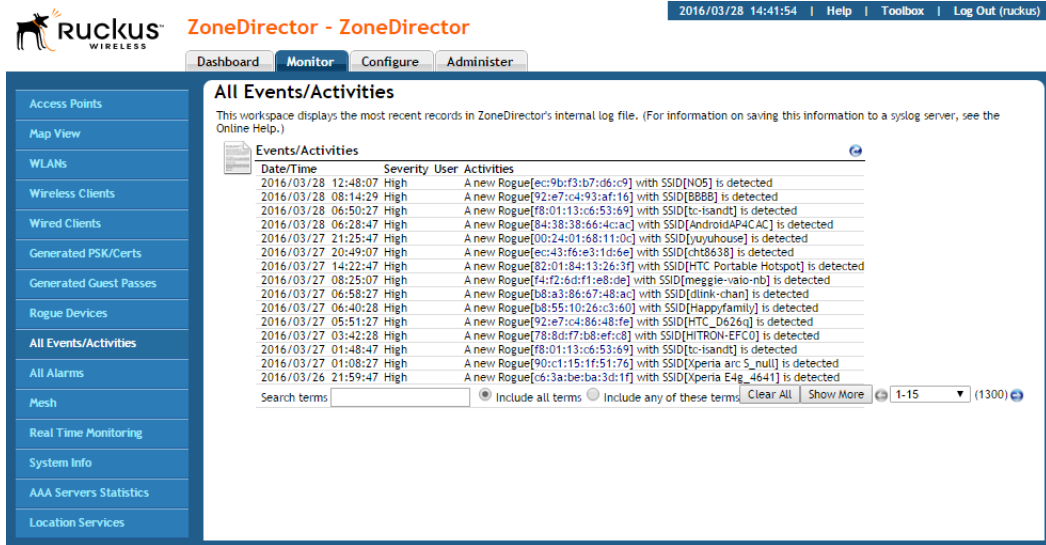 2016/03/28 14:41:54 | Help | Toolbox | Log Out (ruckus)
RUCKUS™
WIRELESS
ZoneDirector - ZoneDirector
Dashboard Monitor Configure Administer
Access Points
Map View
WLANs
Wireless Clients
Wired Clients
Generated PSK/Certs
Generated Guest Passes
Rogue Devices
All Events/Activities
All Alarms
Mesh
Real Time Monitoring
System Info
AAA Servers Statistics
Location Services
All Events/Activities
This workspace displays the most recent records in ZoneDirector's internal log file. (For information on saving this information to a syslog server, see the
Online Help.)
Events/Activities
Date/Time Severity User Activities
2016/03/28 12:48:07 High A new Rogue[ec:9b:f3:b7:d6:c9] with SSID[NO5] is detected
2016/03/28 08:14:29 High A new Rogue[92:e7:c4:93:af:16] with SSID[BBBB] is detected
2016/03/28 06:50:27 High A new Rogue[f8:01:13:c6:53:69] with SSID[tc-isandt] is detected
2016/03/28 06:28:47 High A new Rogue[84:38:38:66:4c:ac] with SSID[AndroidAP4CAC] is detected
2016/03/27 21:25:47 High A new Rogue[00:24:01:68:11:0c] with SSID[yuyuhouse] is detected
2016/03/27 20:49:07 High A new Rogue[ec:43:f6:e3:1d:6e] with SSID[cht8638] is detected
2016/03/27 14:22:47 High A new Rogue[82:01:84:13:26:3f] with SSID[HTC Portable Hotspot] is detected
2016/03/27 08:25:07 High A new Rogue[f4:f2:6d:f1:e8:de] with SSID[meggie-vaio-nb] is detected
2016/03/27 06:58:27 High A new Rogue[b8:a3:86:67:48:ac] with SSID[dlink-chan] is detected
2016/03/27 06:40:28 High A new Rogue[b8:55:10:26:c3:60] with SSID[Happyfamily] is detected
2016/03/27 05:51:27 High A new Rogue[92:e7:c4:86:48:fe] with SSID[HTC_D626q] is detected
2016/03/27 03:42:28 High A new Rogue[78:8d:f7:b8:ef:c8] with SSID[HITRON-EFC0] is detected
2016/03/27 01:48:47 High A new Rogue[f8:01:13:c6:53:69] with SSID[tc-isandt] is detected
2016/03/27 01:08:27 High A new Rogue[90:c1:15:1f:51:76] with SSID[Xperia arc S_null] is detected
2016/03/26 21:59:47 High A new Rogue[c6:3a:be:ba:3d:1f] with SSID[Xperia E4g_4641] is detected
Search terms Include all terms Include any of these terms Clear All Show More 1-15 (1300)